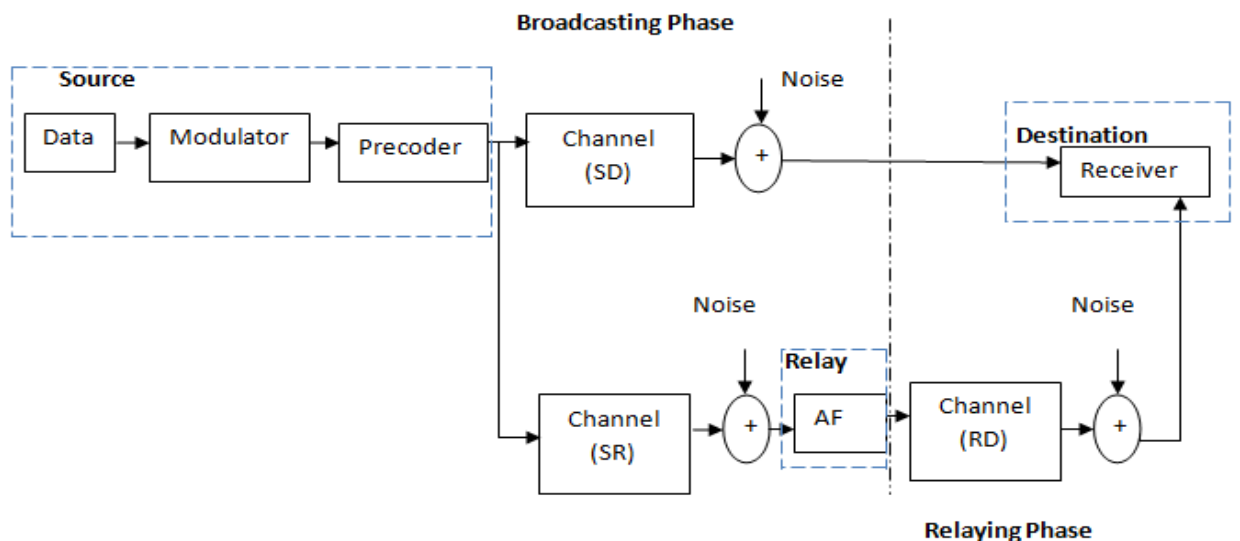 Broadcasting Phase
Source
Noise
Data
Modulator
Precoder
Channel
(SD)
+
Destination
Receiver
Noise
Noise
Relay
Channel
(SR)
+
AF
Channel
(RD)
+
Relaying Phase